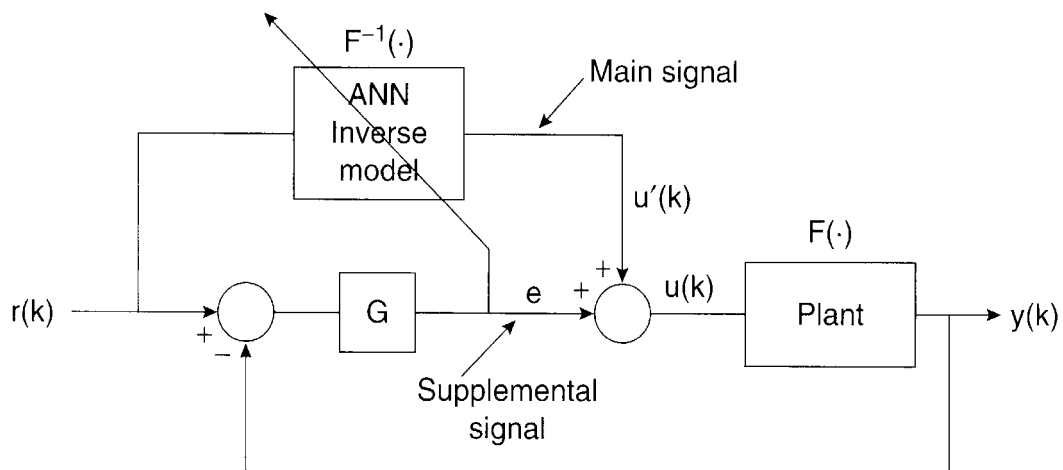 F⁻¹(·)
ANN
Inverse
model
Main signal
u′(k)
F(·)
r(k)
+
−
G
e
+
+
u(k)
Plant
y(k)
Supplemental
signal